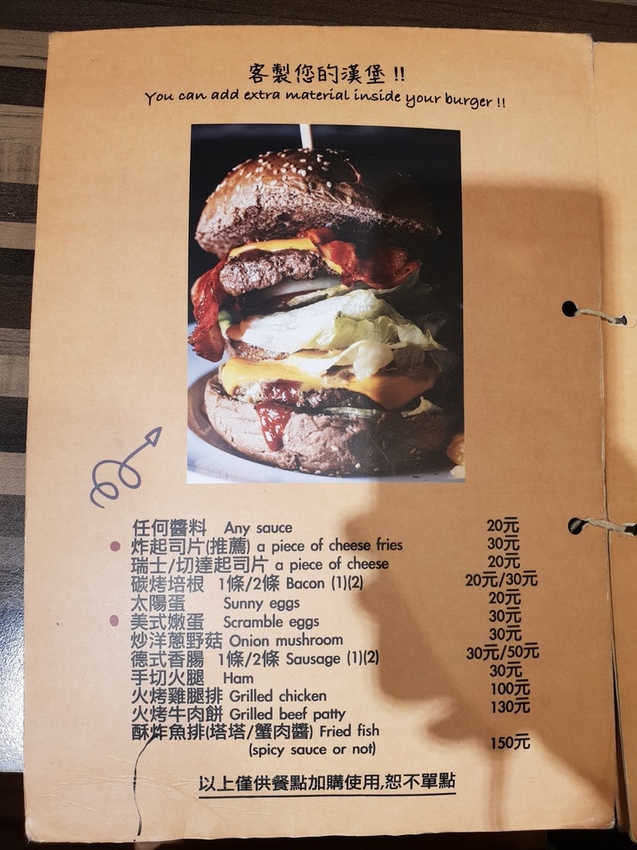 客製您的漢堡 !!
You can add extra material inside your burger !!
任何醬料 Any sauce 20元
炸起司片(推薦) a piece of cheese fries 30元
瑞士/切達起司片 a piece of cheese 20元
碳烤培根 1條/2條 Bacon (1)(2) 20元/30元
太陽蛋 Sunny eggs 20元
美式嫩蛋 Scramble eggs 30元
炒洋蔥野菇 Onion mushroom 30元
德式香腸 1條/2條 Sausage (1)(2) 30元/50元
手切火腿 Ham 30元
火烤雞腿排 Grilled chicken 100元
火烤牛肉餅 Grilled beef patty 130元
酥炸魚排(塔塔/蟹肉醬) Fried fish
(spicy sauce or not) 150元
以上僅供餐點加購使用,恕不單點